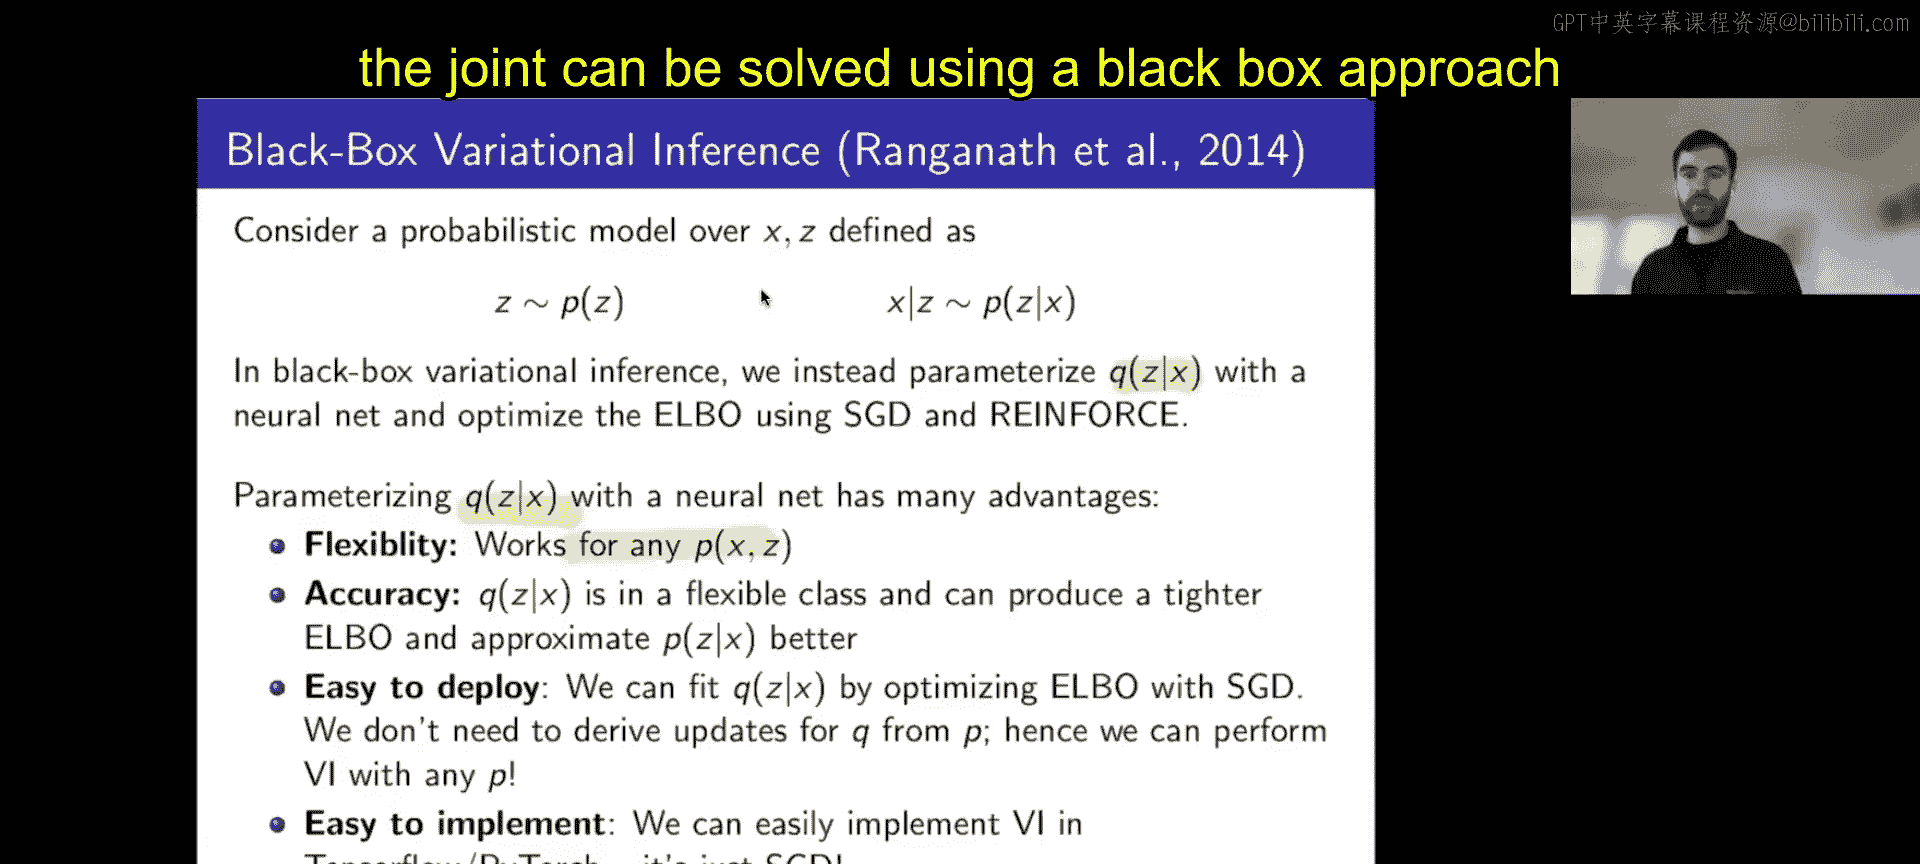 GPT中英字幕课程资源@bilibili.com
the joint can be solved using a black box approach
Black-Box Variational Inference (Ranganath et al., 2014)
Consider a probabilistic model over x, z defined as
z ∼ p(z) x|z ∼ p(z|x)
In black-box variational inference, we instead parameterize q(z|x) with a
neural net and optimize the ELBO using SGD and REINFORCE.
Parameterizing q(z|x) with a neural net has many advantages:
Flexiblity: Works for any p(x, z)
Accuracy: q(z|x) is in a flexible class and can produce a tighter
ELBO and approximate p(z|x) better
Easy to deploy: We can fit q(z|x) by optimizing ELBO with SGD.
We don't need to derive updates for q from p; hence we can perform
VI with any p!
Easy to implement: We can easily implement VI in
Tensorflow/PyTorch – it's just SGD!